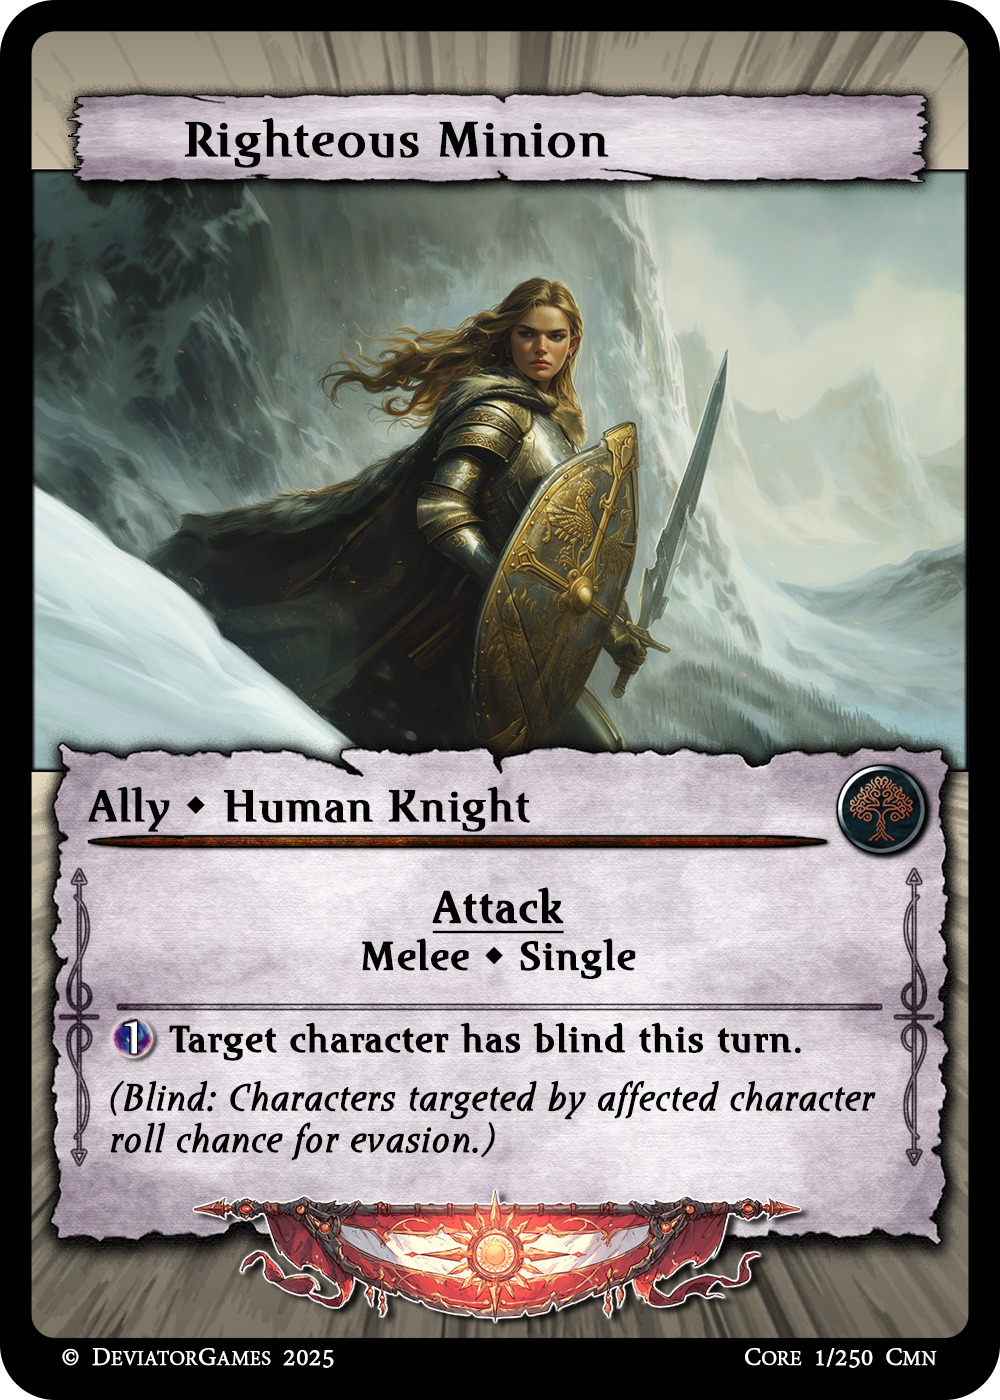 Righteous Minion
Ally ◆ Human Knight
Attack
Melee ◆ Single
1 Target character has blind this turn.
(Blind: Characters targeted by affected character
roll chance for evasion.)
© DeviatorGames 2025
Core 1/250 Cmn